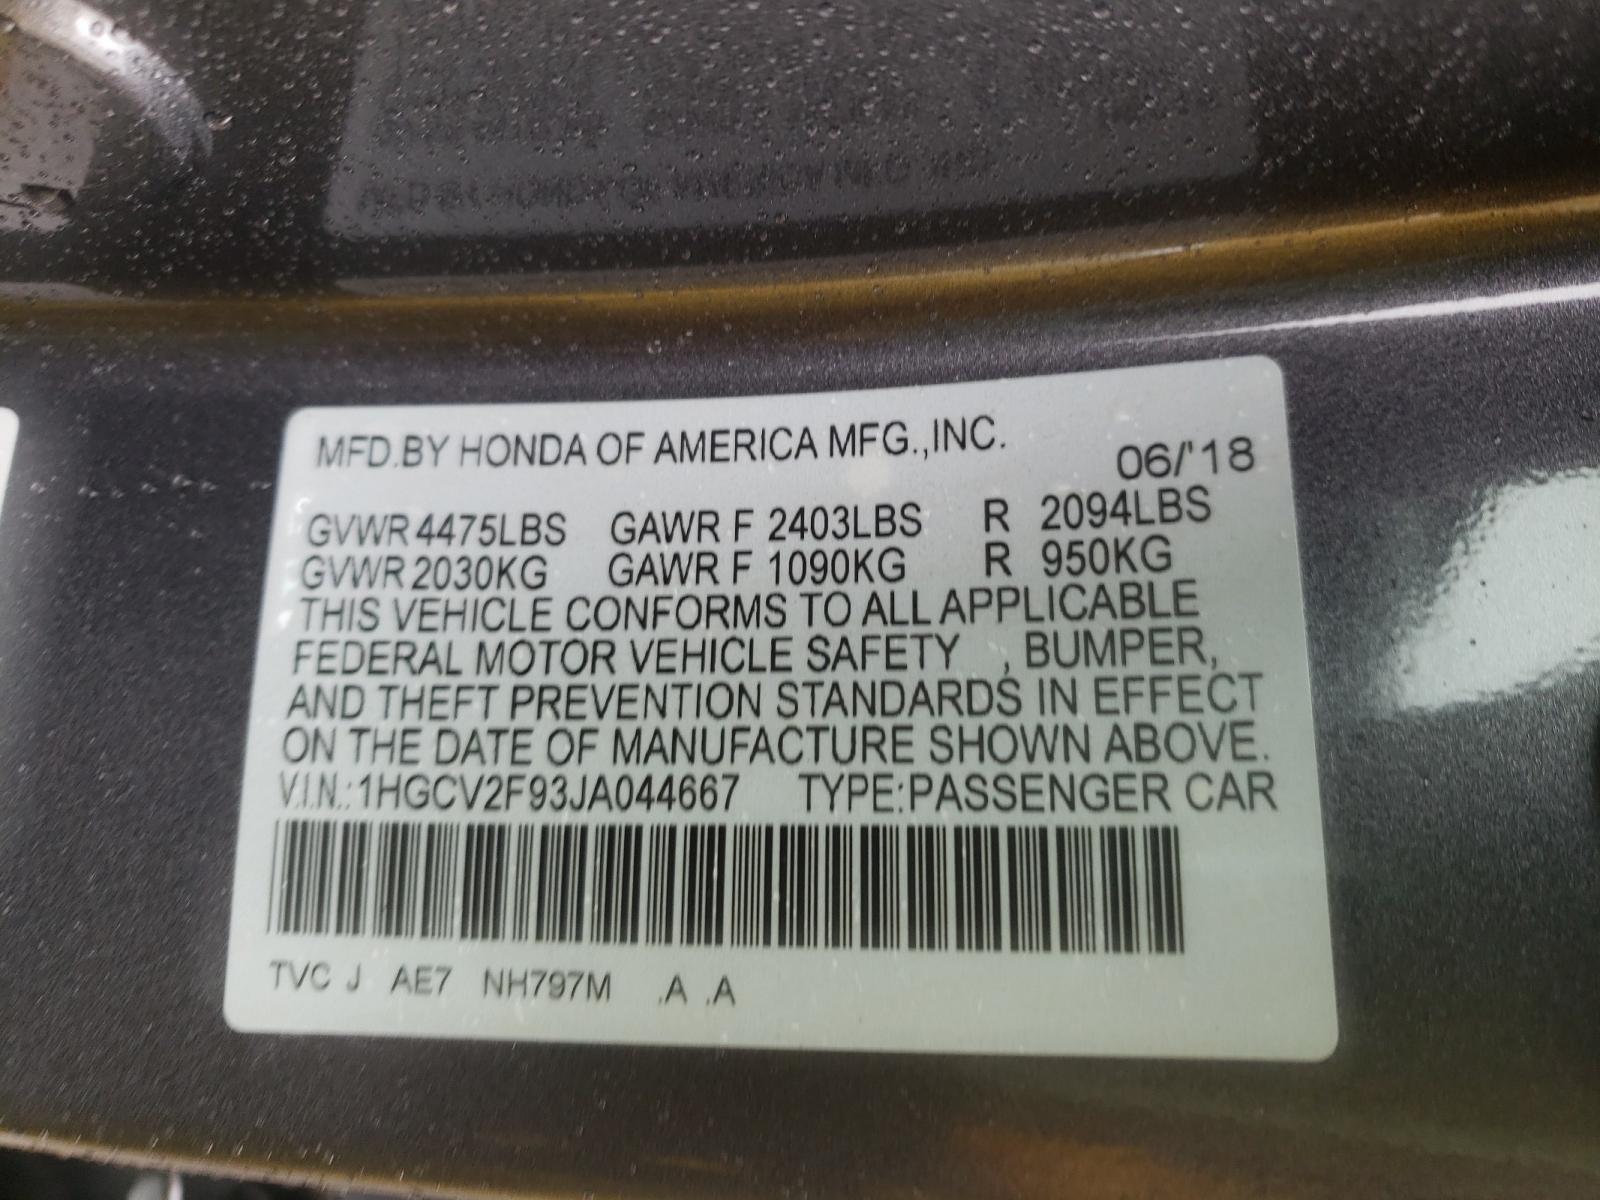 MFD.BY HONDA OF AMERICA MFG.,INC.
06/'18
GVWR 4475LBS GAWR F 2403LBS R 2094LBS
GVWR 2030KG GAWR F 1090KG R 950KG
THIS VEHICLE CONFORMS TO ALL APPLICABLE
FEDERAL MOTOR VEHICLE SAFETY , BUMPER,
AND THEFT PREVENTION STANDARDS IN EFFECT
ON THE DATE OF MANUFACTURE SHOWN ABOVE.
V.I.N.:1HGCV2F93JA044667 TYPE:PASSENGER CAR
TVC J AE7 NH797M .A .A